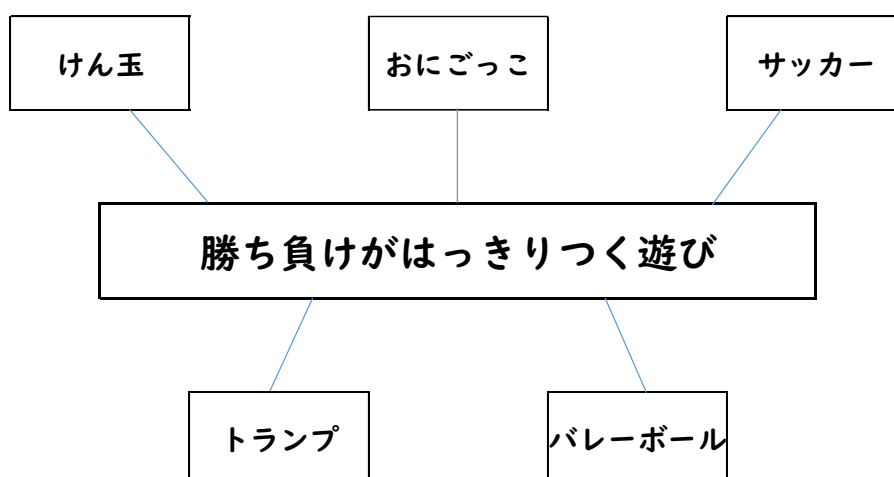 けん玉
おにごっこ
サッカー
勝ち負けがはっきりつく遊び
トランプ
バレーボール